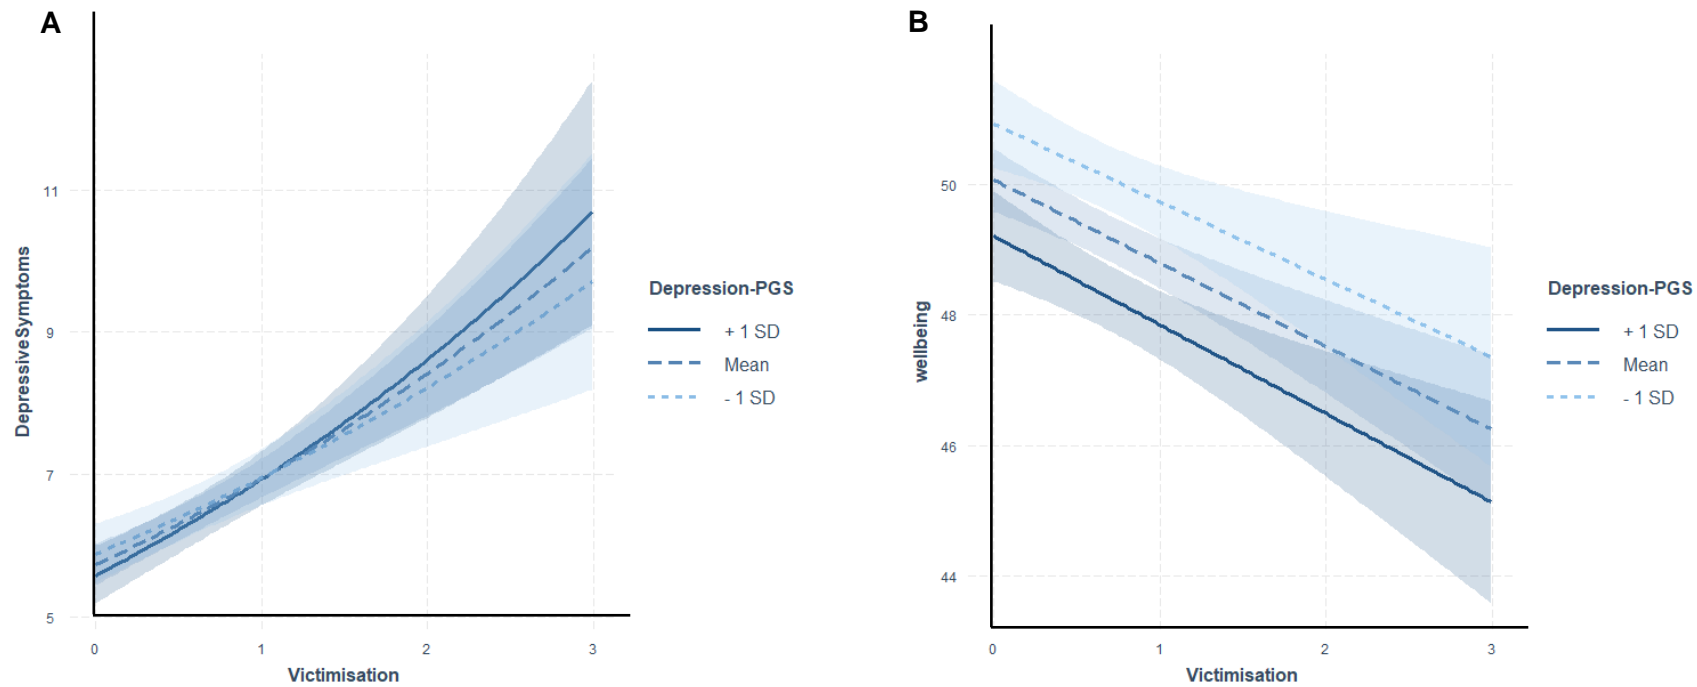 A
DepressiveSymptoms
11
9
7
5
0
1
2
3
Victimisation
Depression-PGS
+ 1 SD
Mean
- 1 SD
B
wellbeing
50
48
46
44
0
1
2
3
Victimisation
Depression-PGS
+ 1 SD
Mean
- 1 SD